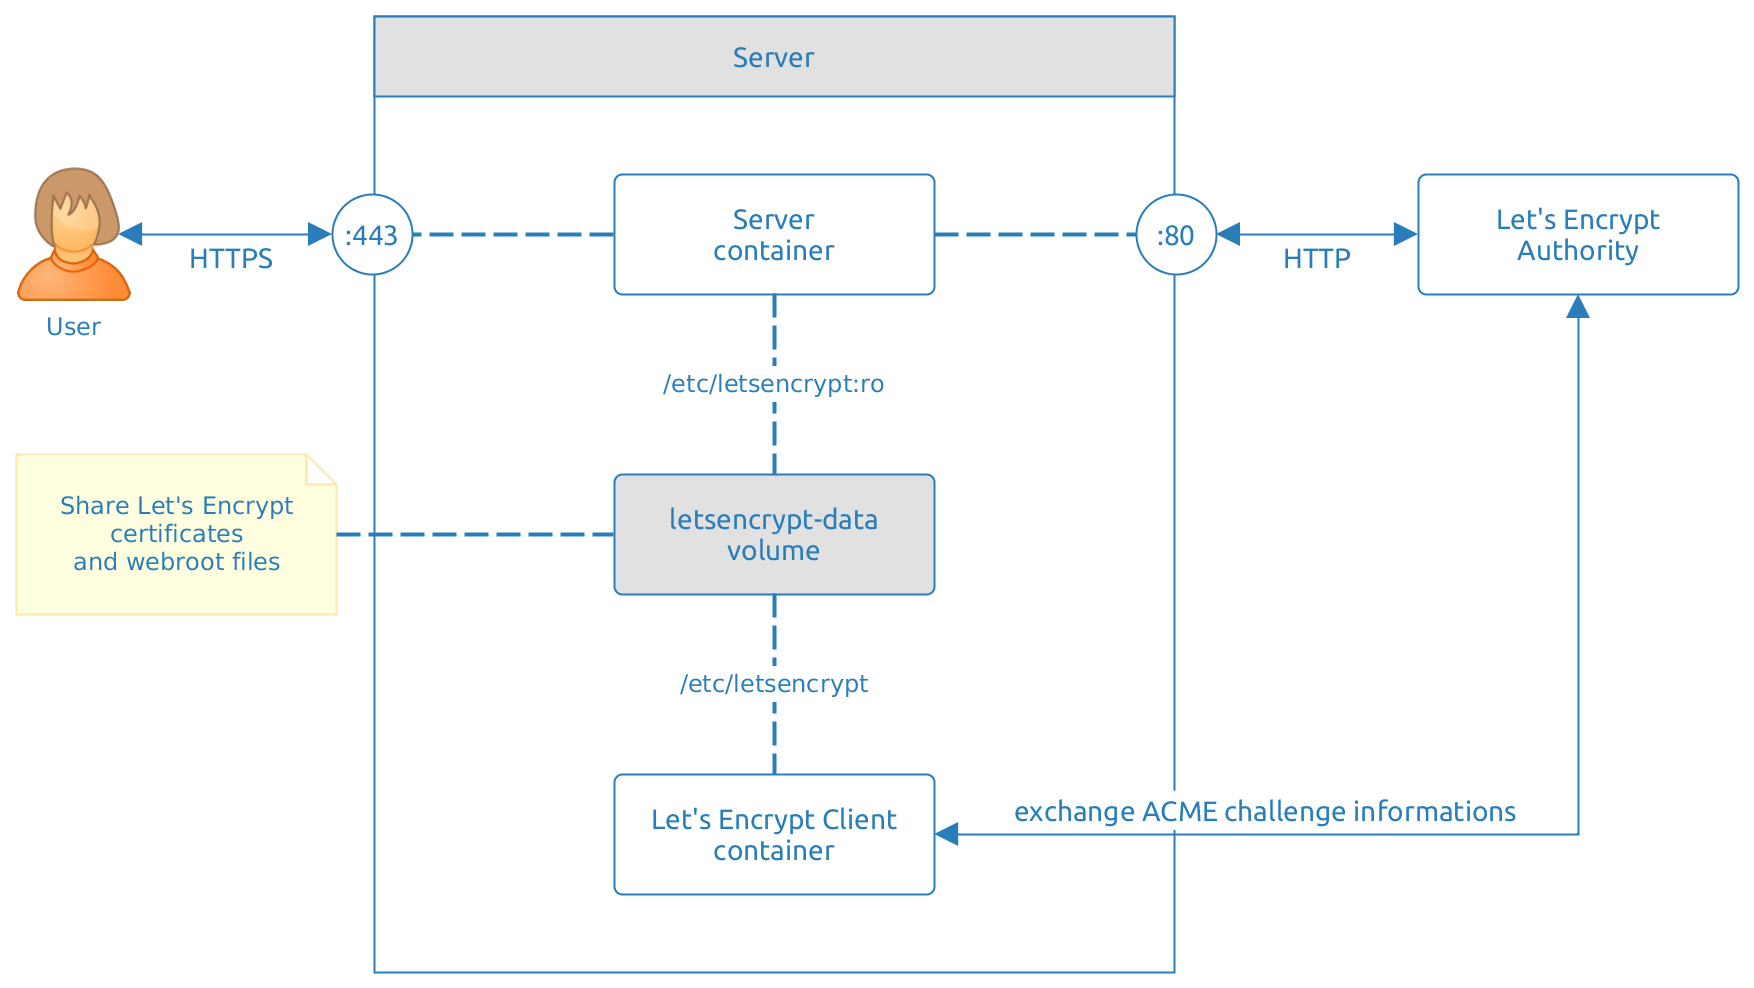 Server
Server
container
:443
:80
HTTPS
HTTP
Let's Encrypt
Authority
User
/etc/letsencrypt:ro
Share Let's Encrypt
certificates
and webroot files
letsencrypt-data
volume
/etc/letsencrypt
Let's Encrypt Client
container
exchange ACME challenge informations